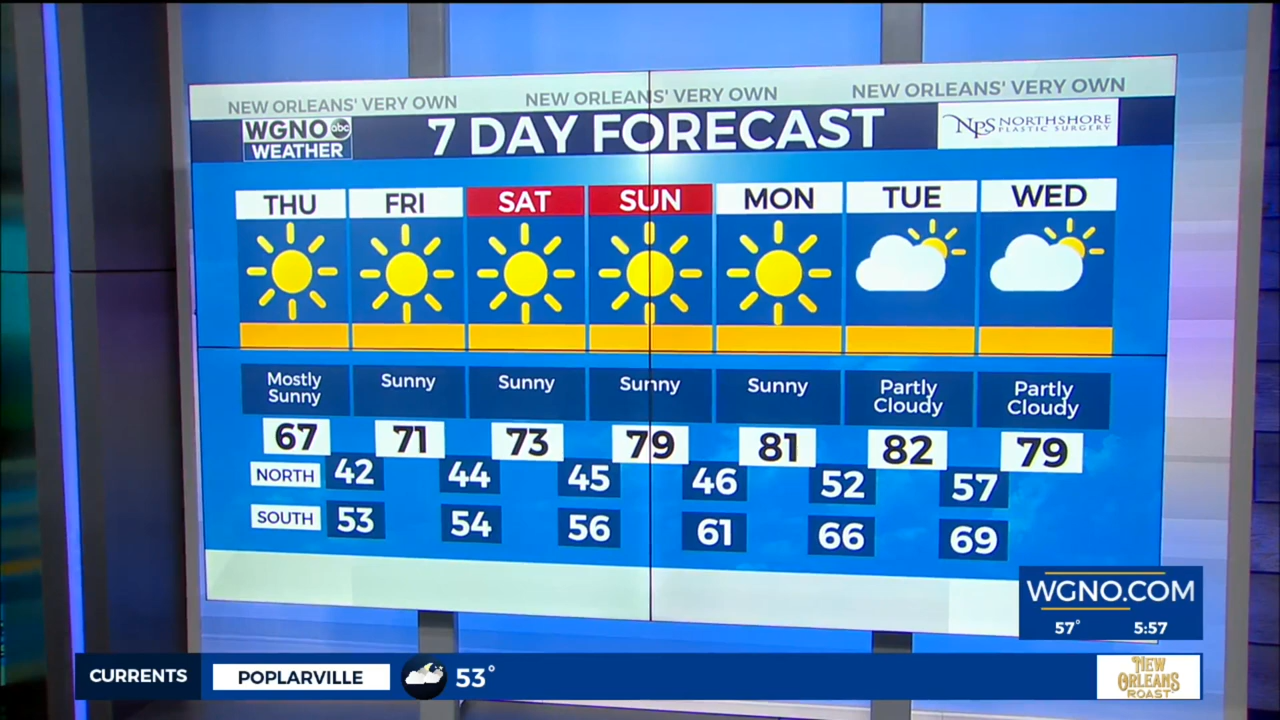 NEW ORLEANS' VERY OWN NEW ORLEANS' VERY OWN NEW ORLEANS' VERY OWN
WGNO abc
WEATHER
7 DAY FORECAST
NPS NORTHSHORE
PLASTIC SURGERY
THU FRI SAT SUN MON TUE WED
Mostly Sunny Sunny Sunny Sunny Sunny Partly Cloudy Partly Cloudy
67 71 73 79 81 82 79
NORTH 42 44 45 46 52 57
SOUTH 53 54 56 61 66 69
WGNO.COM
57° 5:57
CURRENTS POPLARVILLE 53°
NEW
ORLEANS
ROAST